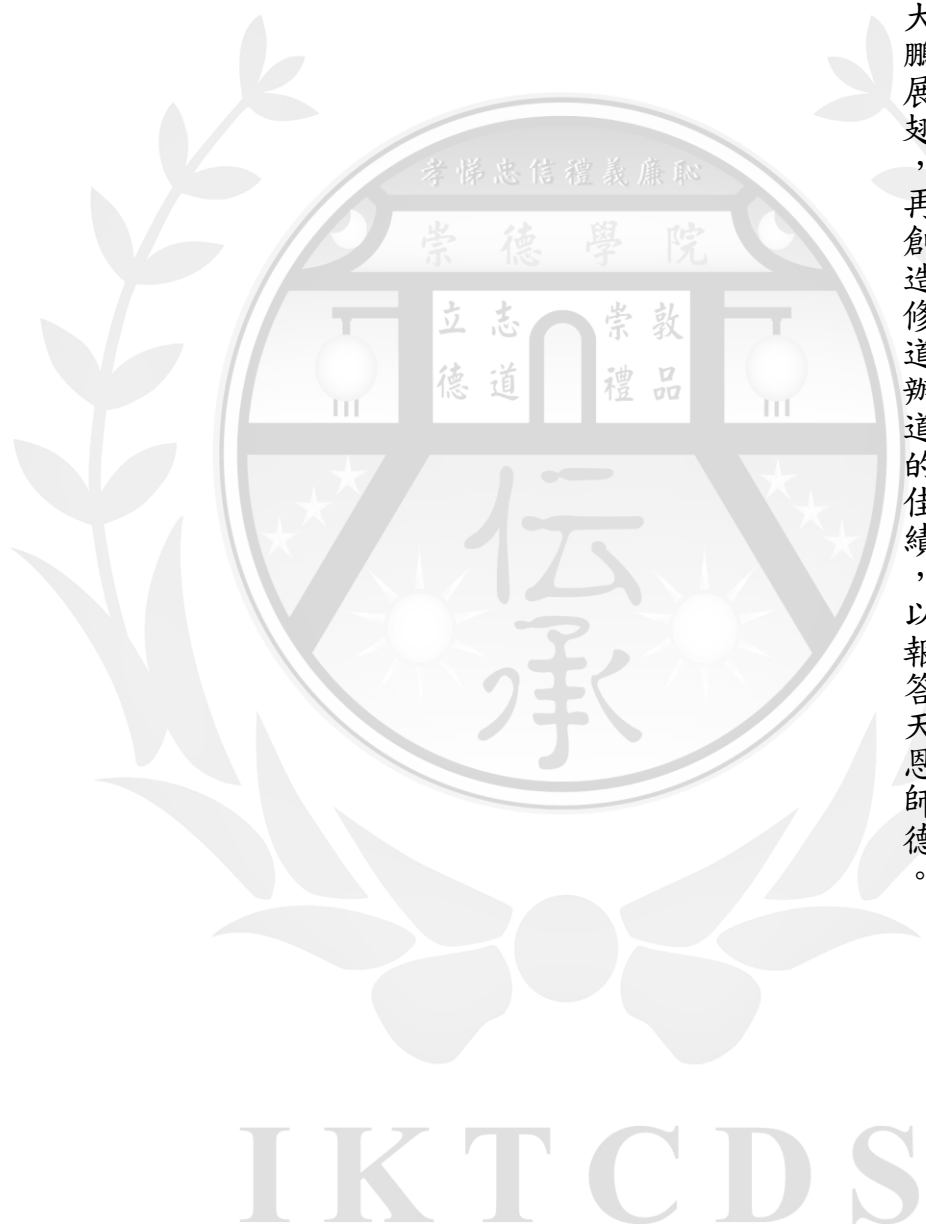 大鵬展翅，再創造修道辦道的佳績，以報答天恩師德。
孝悌忠信禮義廉恥
崇德學院
立志 崇敦
德道 禮品
伝承
IKTCDS